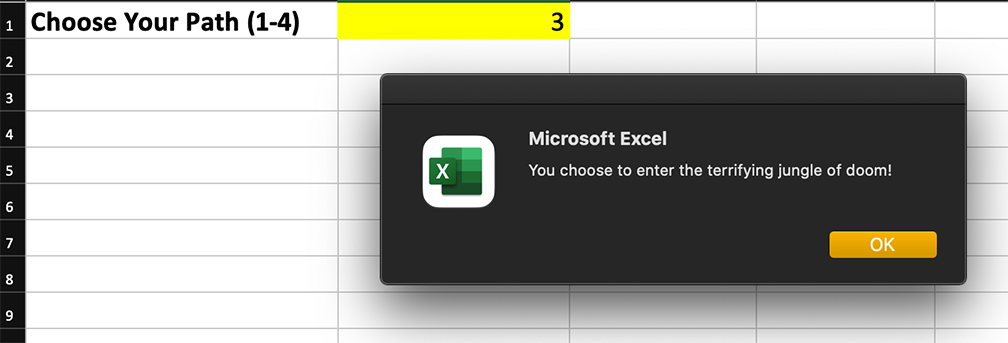 1 Choose Your Path (1-4) 3
2
3
Microsoft Excel
4
You choose to enter the terrifying jungle of doom!
5
X
6
7 OK
8
9